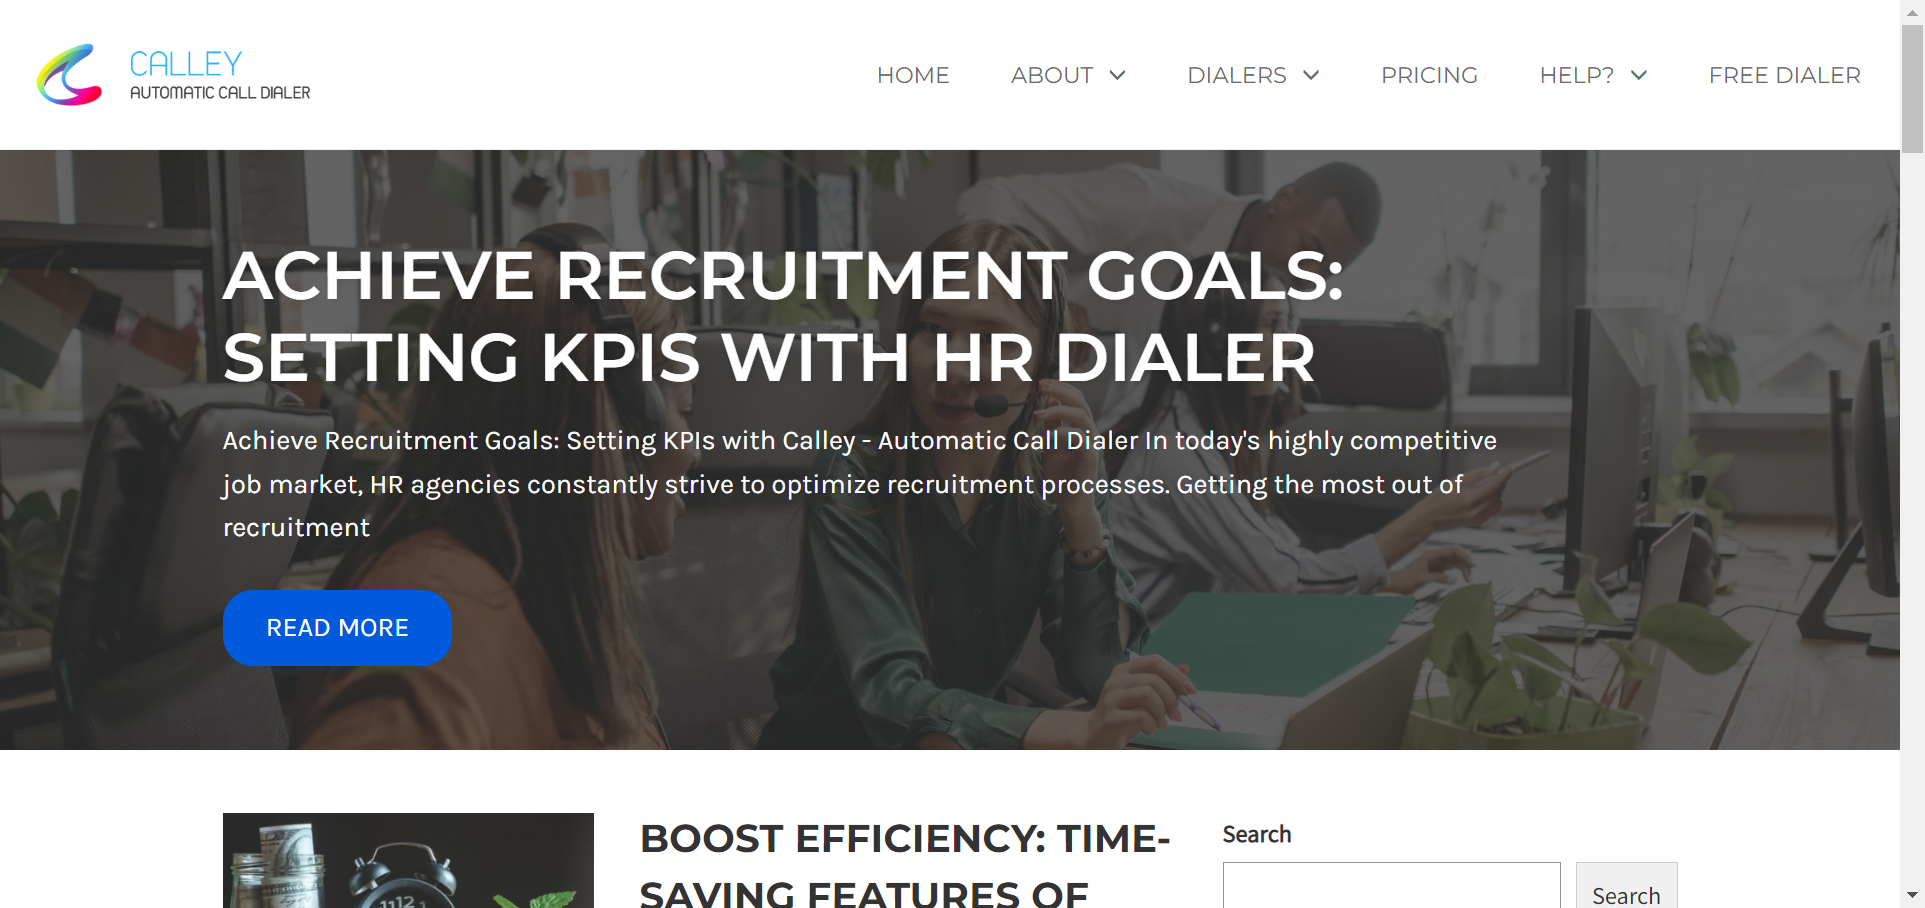 CALLEY
AUTOMATIC CALL DIALER
HOME
ABOUT
DIALERS
PRICING
HELP?
FREE DIALER
ACHIEVE RECRUITMENT GOALS:
SETTING KPIS WITH HR DIALER
Achieve Recruitment Goals: Setting KPIs with Calley - Automatic Call Dialer In today's highly competitive
job market, HR agencies constantly strive to optimize recruitment processes. Getting the most out of
recruitment
READ MORE
11 12 1
BOOST EFFICIENCY: TIME-
SAVING FEATURES OF
Search
Search